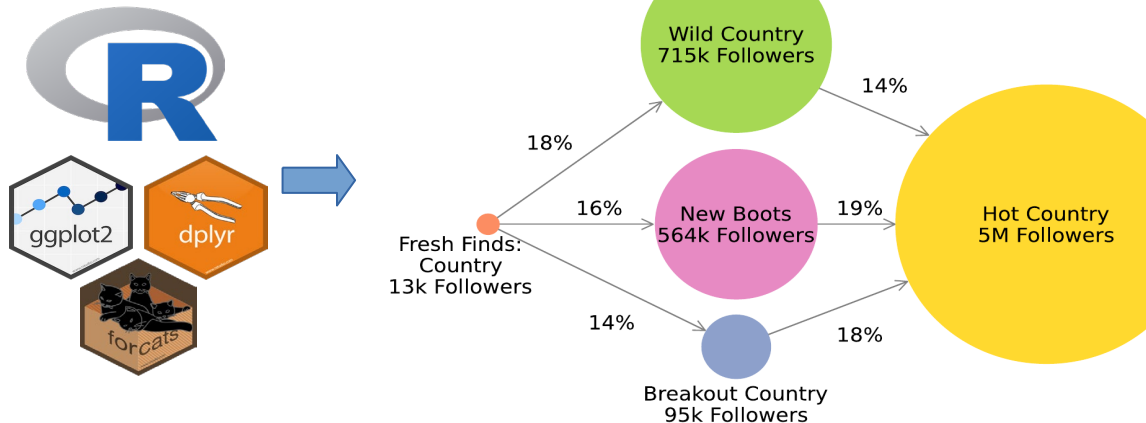 R
ggplot2
dplyr
forcats
Wild Country
715k Followers
14%
18%
16%
New Boots
564k Followers
19%
Hot Country
5M Followers
Fresh Finds:
Country
13k Followers
14%
18%
Breakout Country
95k Followers